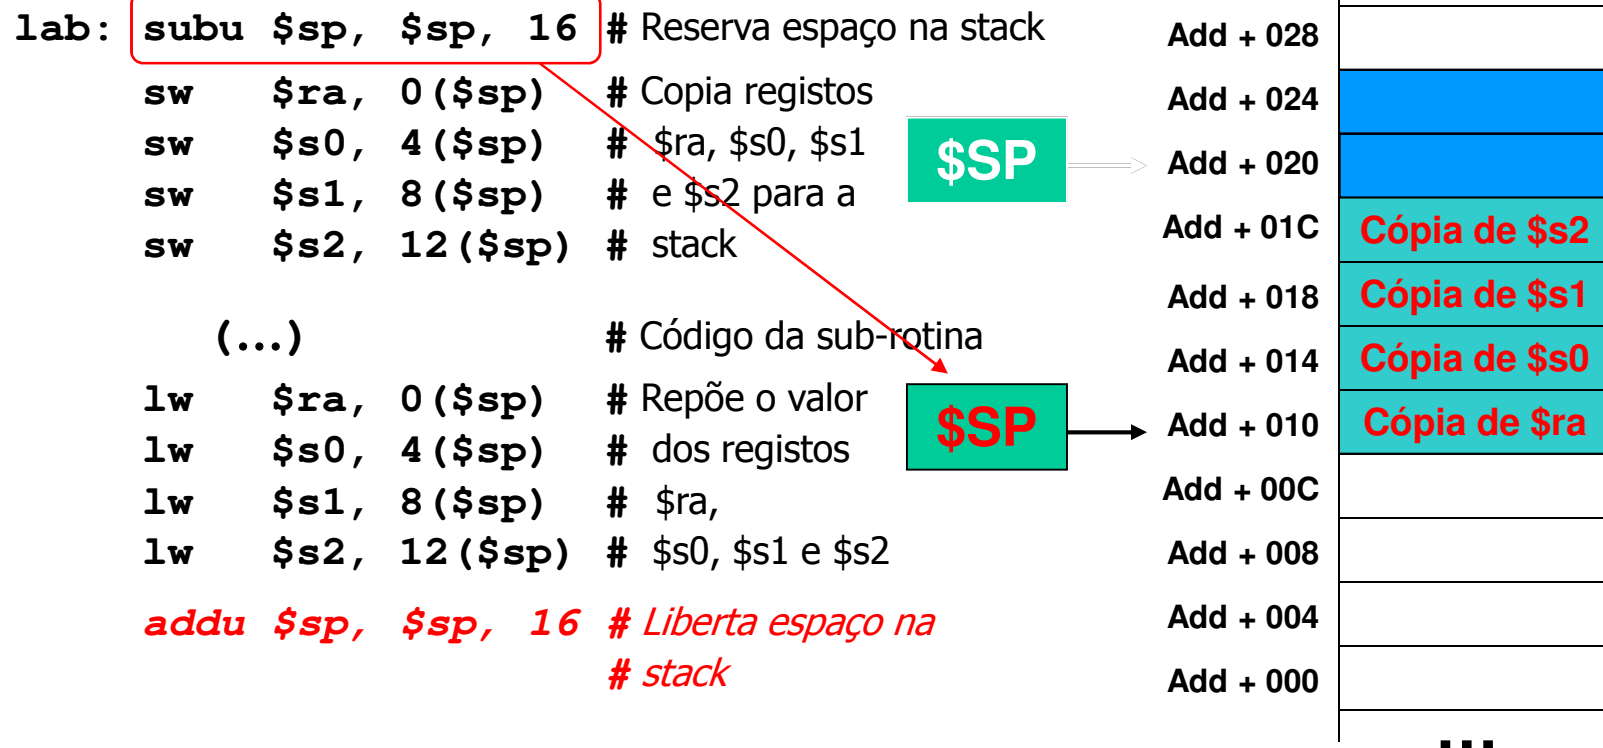 lab: subu $sp, $sp, 16 # Reserva espaço na stack
sw $ra, 0($sp) # Copia registos
sw $s0, 4($sp) # $ra, $s0, $s1
sw $s1, 8($sp) # e $s2 para a
sw $s2, 12($sp) # stack
(…) # Código da sub-rotina
lw $ra, 0($sp) # Repõe o valor
lw $s0, 4($sp) # dos registos
lw $s1, 8($sp) # $ra,
lw $s2, 12($sp) # $s0, $s1 e $s2
addu $sp, $sp, 16 # Liberta espaço na
# stack
$SP
$SP
Add + 028
Add + 024
Add + 020
Add + 01C Cópia de $s2
Add + 018 Cópia de $s1
Add + 014 Cópia de $s0
Add + 010 Cópia de $ra
Add + 00C
Add + 008
Add + 004
Add + 000
...